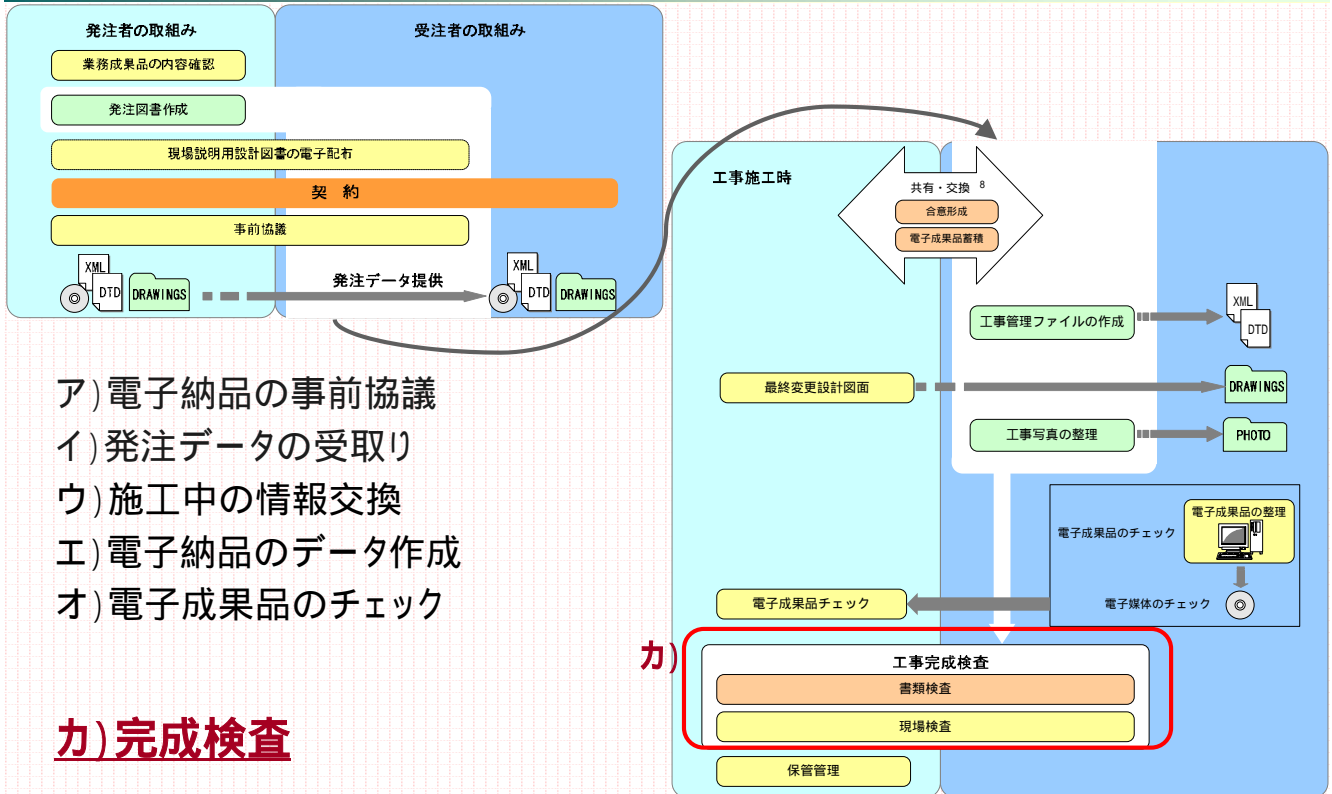 発注者の取組み
受注者の取組み
業務成果品の内容確認
発注図書作成
現場説明用設計図書の電子配布
契 約
事前協議
XML
DTD
DRAWINGS
発注データ提供
XML
DTD
DRAWINGS
ア)電子納品の事前協議
イ)発注データの受取り
ウ)施工中の情報交換
エ)電子納品のデータ作成
オ)電子成果品のチェック
カ)完成検査
工事施工時
共有・交換 8
合意形成
電子成果品蓄積
工事管理ファイルの作成
XML
DTD
最終変更設計図面
DRAWINGS
工事写真の整理
PHOTO
電子成果品の整理
電子成果品のチェック
電子媒体のチェック
電子成果品チェック
カ)
工事完成検査
書類検査
現場検査
保管管理